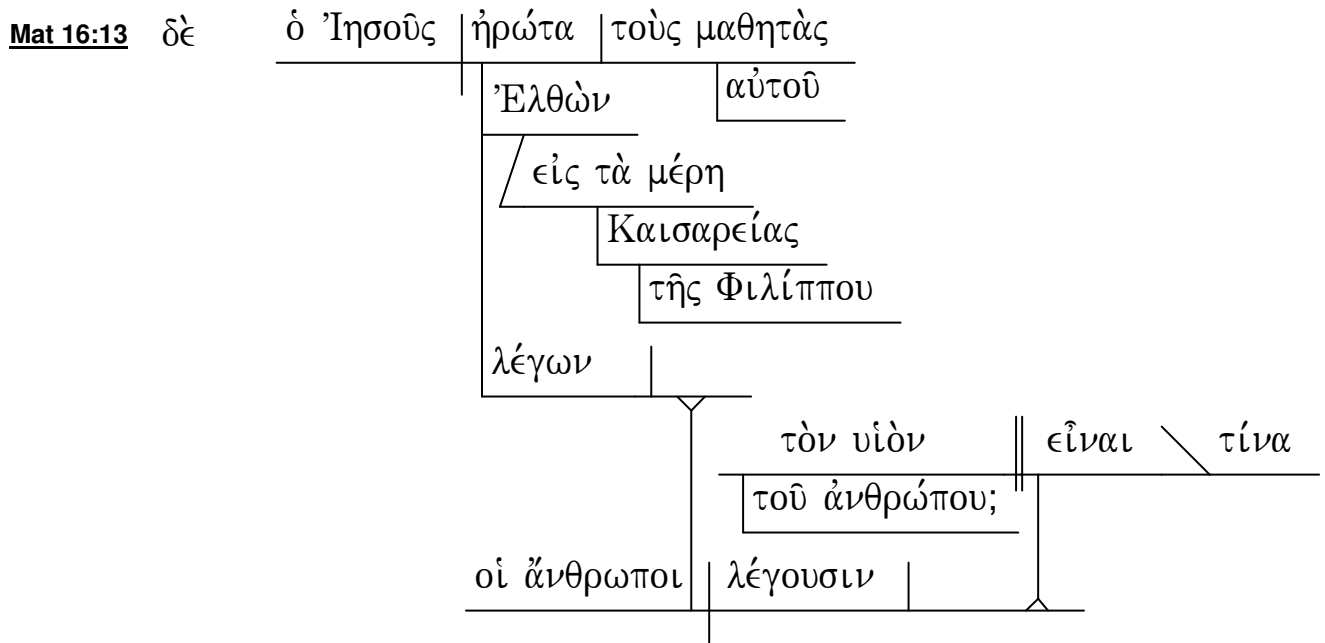 Mat 16:13 δὲ ὁ Ἰησοῦς ἠρώτα τοὺς μαθητὰς
Ἐλθὼν αὐτοῦ
εἰς τὰ μέρη
Καισαρείας
τῆς Φιλίππου
λέγων
τὸν υἱὸν εἶναι τίνα
τοῦ ἀνθρώπου;
οἱ ἄνθρωποι λέγουσιν